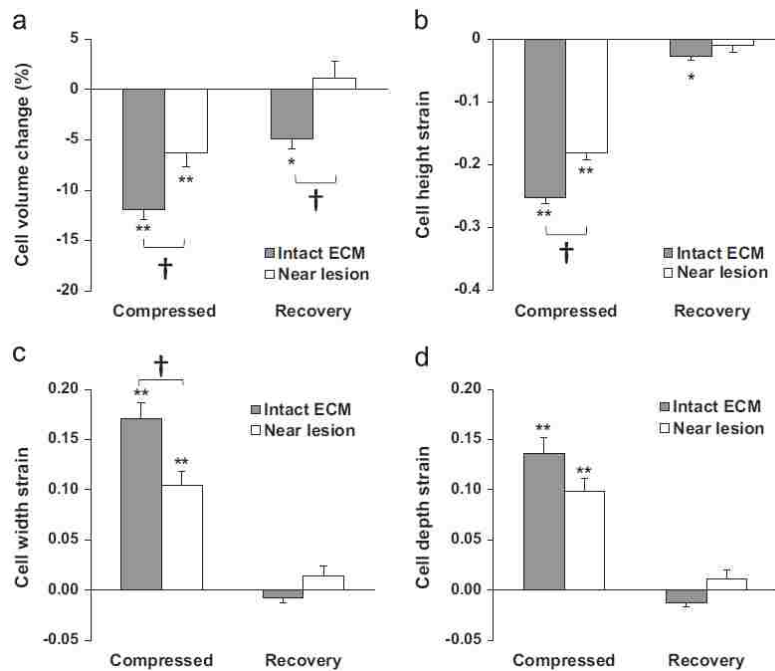 a
Cell volume change (%)
5
0
-5
-10
-15
-20
**
**
*
†
†
Intact ECM
Near lesion
Compressed
Recovery
b
Cell height strain
0
-0.1
-0.2
-0.3
-0.4
**
**
*
†
Intact ECM
Near lesion
Compressed
Recovery
c
Cell width strain
0.20
0.15
0.10
0.05
0.00
-0.05
†
**
**
Intact ECM
Near lesion
Compressed
Recovery
d
Cell depth strain
0.20
0.15
0.10
0.05
0.00
-0.05
**
**
Intact ECM
Near lesion
Compressed
Recovery